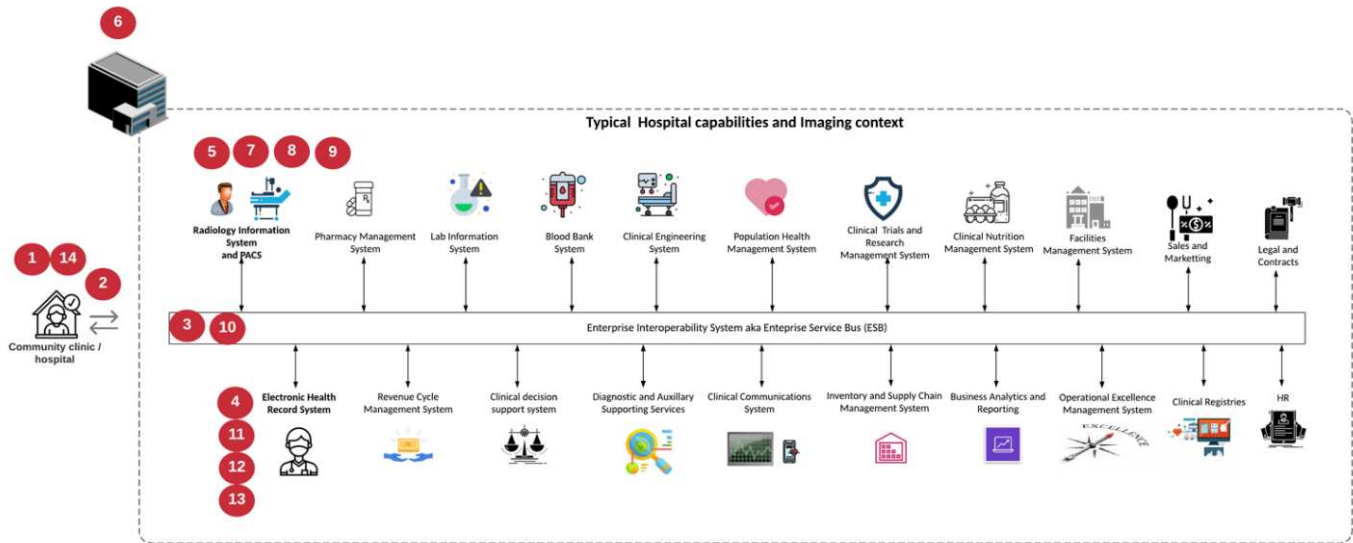 6
Typical Hospital capabilities and Imaging context
5
7
8
9
Radiology Information
System
and PACS
Pharmacy Management
System
Lab Information
System
Blood Bank
System
Clinical Engineering
System
Population Health
Management System
Clinical Trials and
Research
Management System
Clinical Nutrition
Management System
Facilities
Management System
Sales and
Marketting
Legal and
Contracts
1
14
2
Community clinic /
hospital
3
10
Enterprise Interoperability System aka Enteprise Service Bus (ESB)
4
11
12
13
Electronic Health
Record System
Revenue Cycle
Management System
Clinical decision
support system
Diagnostic and Auxillary
Supporting Services
Clinical Communications
System
Inventory and Supply Chain
Management System
Business Analytics and
Reporting
Operational Excellence
Management System
EXCELLENCE
Clinical Registries
HR